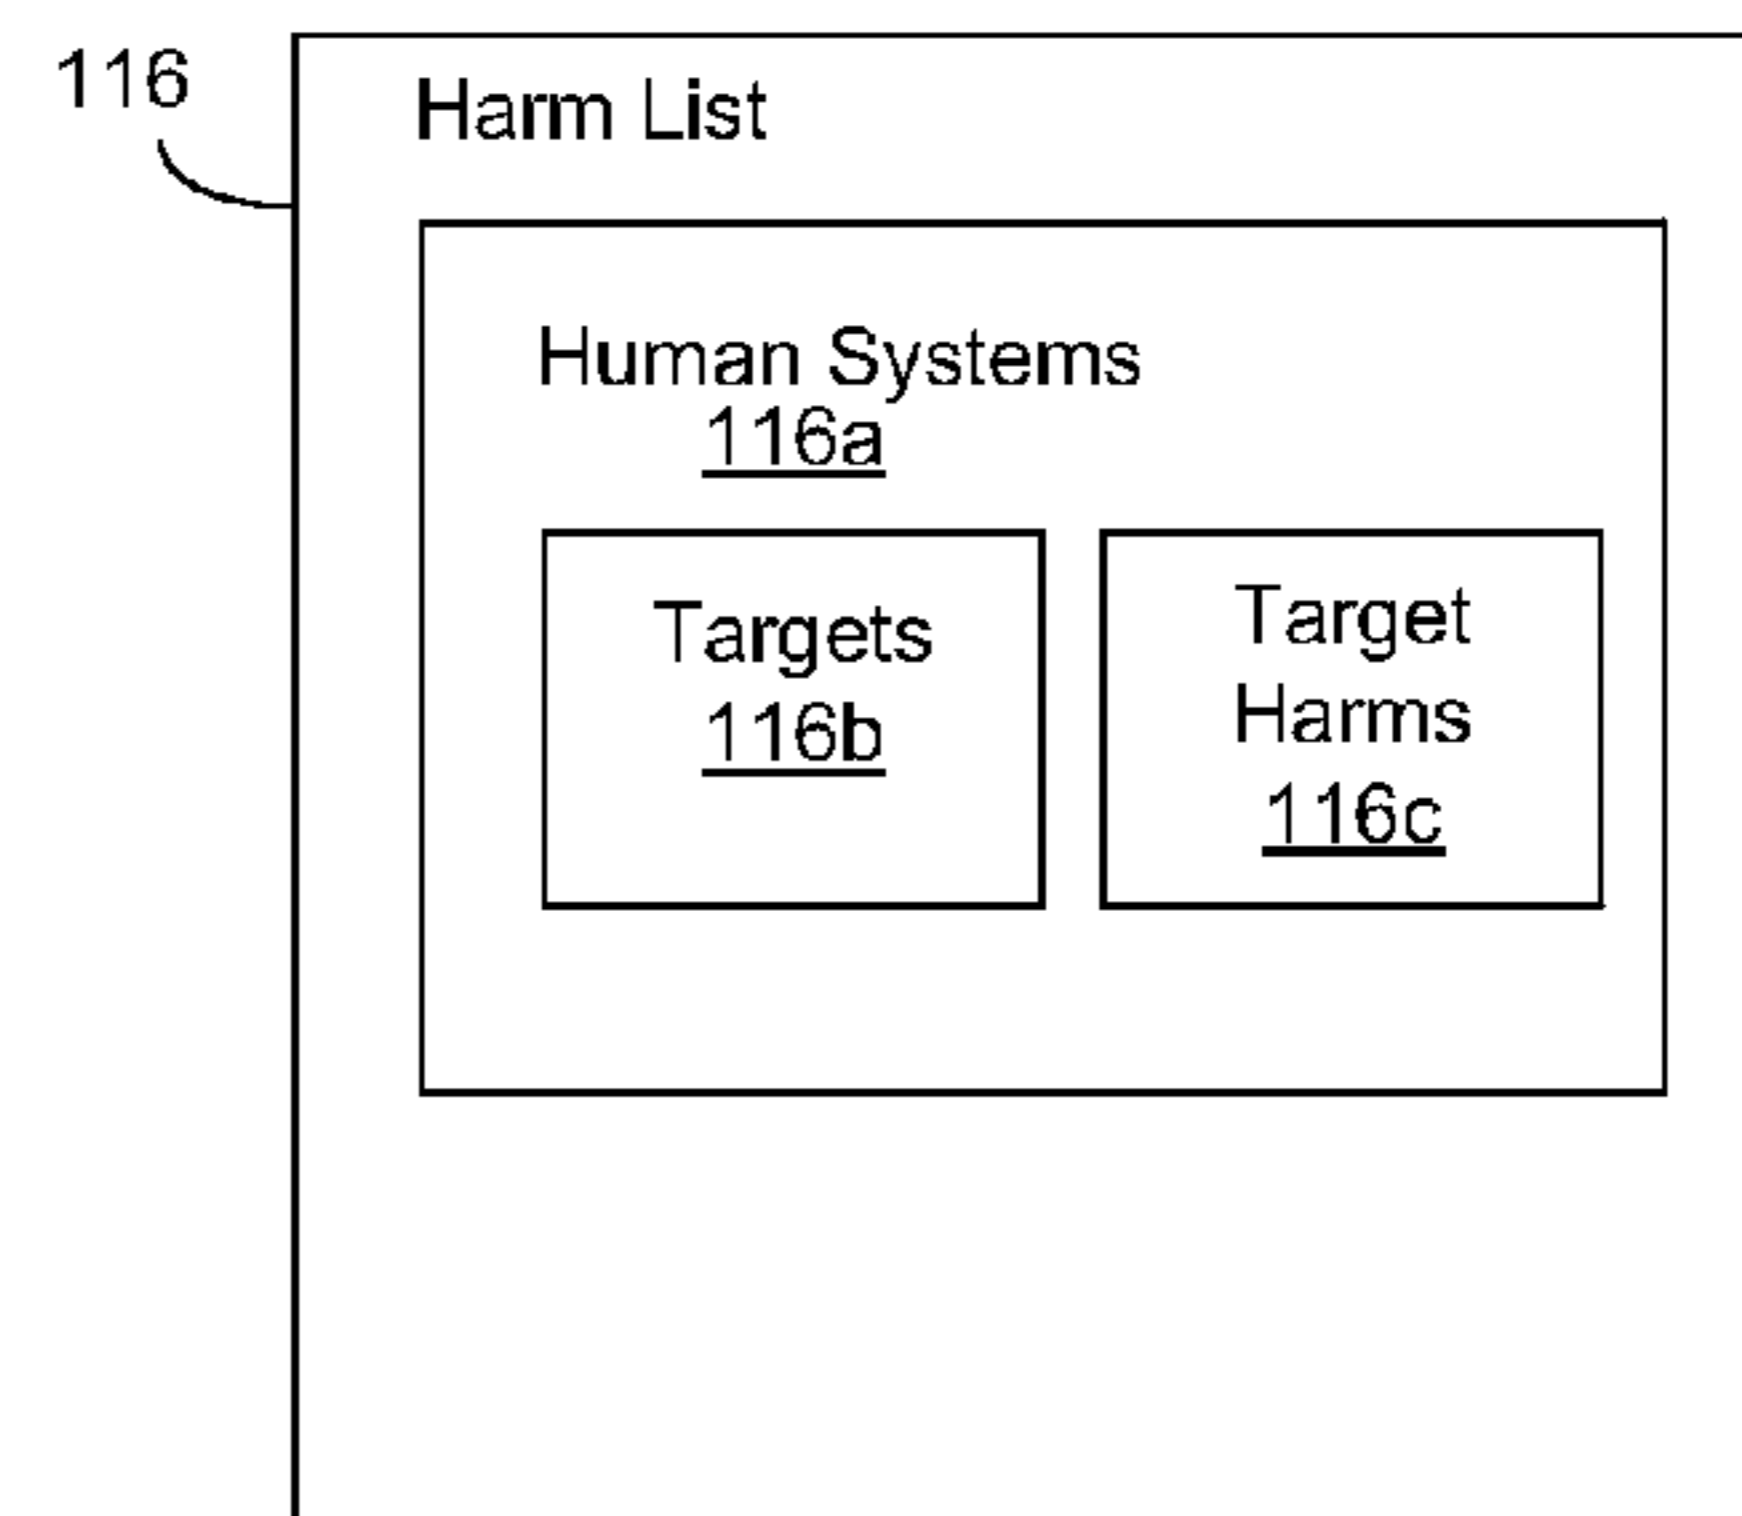 116
Harm List
Human Systems
116a
Targets
116b
Target
Harms
116c